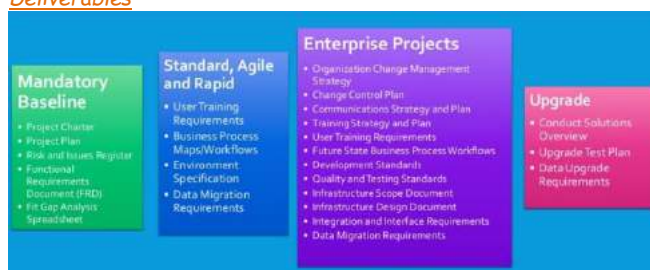 Deliverables
Mandatory
Baseline
• Project Charter
• Project Plan
• Risk and Issues Register
• Functional
Requirements
Document (FRD)
• Fit Gap Analysis
Spreadsheet
Standard, Agile
and Rapid
• User Training
Requirements
• Business Process
Maps/Workflows
• Environment
Specification
• Data Migration
Requirements
Enterprise Projects
• Organization Change Management
Strategy
• Change Control Plan
• Communications Strategy and Plan
• Training Strategy and Plan
• User Training Requirements
• Future State Business Process Workflows
• Development Standards
• Quality and Testing Standards
• Infrastructure Scope Document
• Infrastructure Design Document
• Integration and Interface Requirements
• Data Migration Requirements
Upgrade
• Conduct Solutions
Overview
• Upgrade Test Plan
• Data Upgrade
Requirements